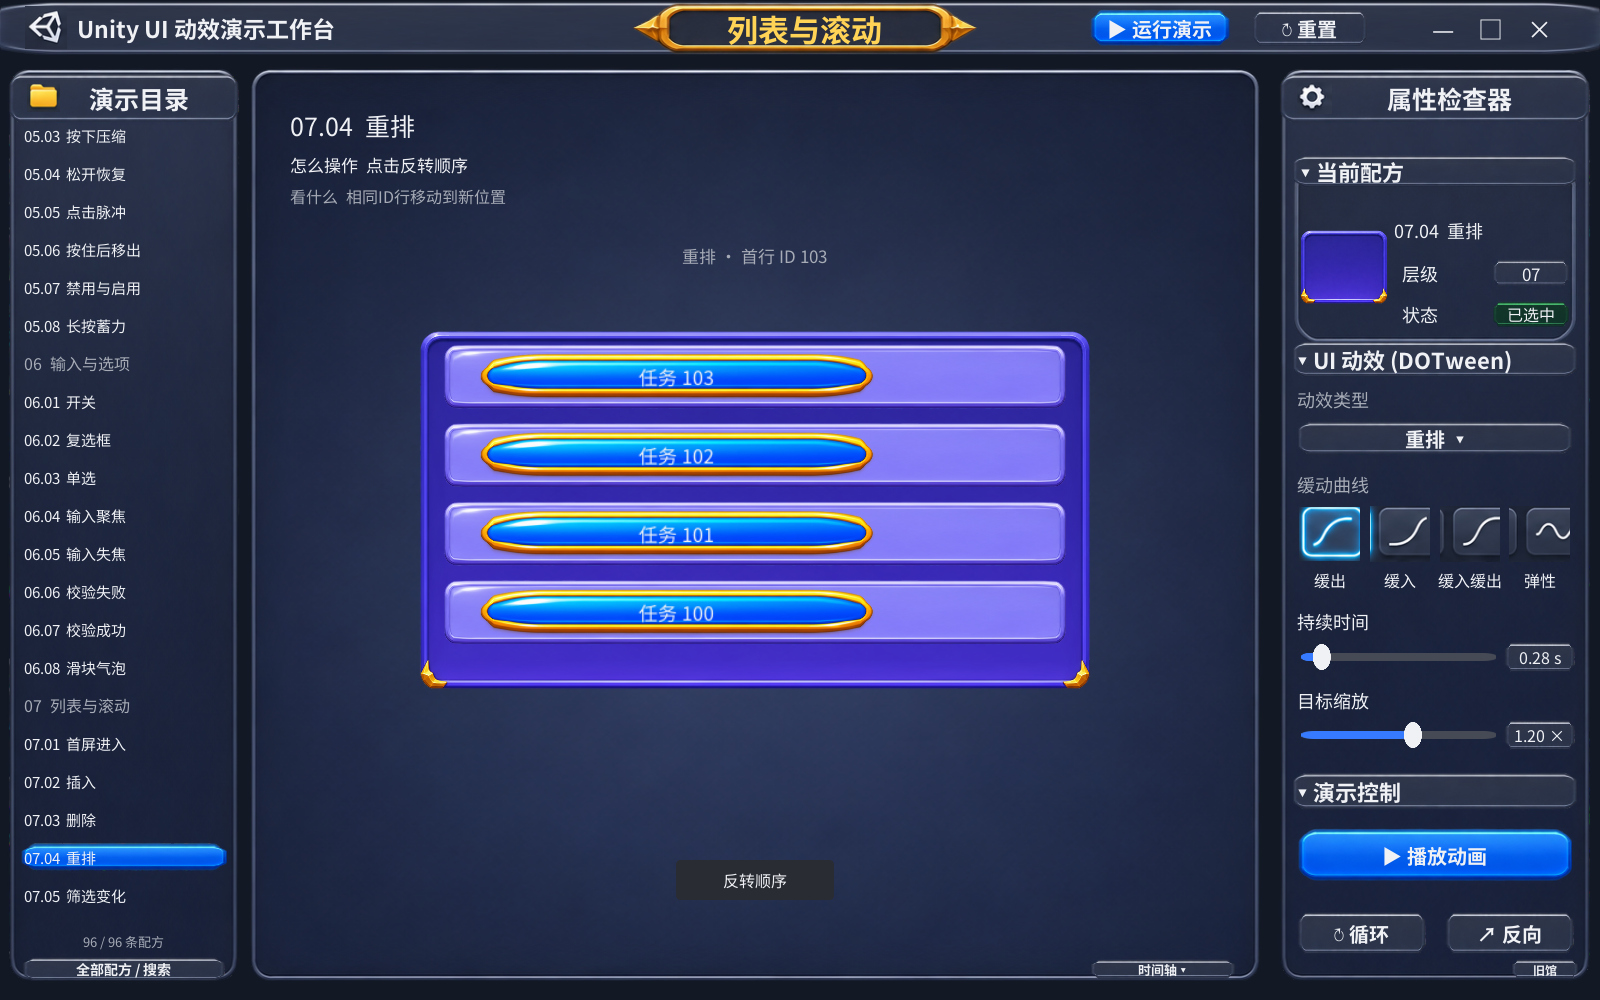 Unity UI 动效演示工作台
列表与滚动
▶ 运行演示
重置
演示目录
05.03 按下压缩
05.04 松开恢复
05.05 点击脉冲
05.06 按住后移出
05.07 禁用与启用
05.08 长按蓄力
06 输入与选项
06.01 开关
06.02 复选框
06.03 单选
06.04 输入聚焦
06.05 输入失焦
06.06 校验失败
06.07 校验成功
06.08 滑块气泡
07 列表与滚动
07.01 首屏进入
07.02 插入
07.03 删除
07.04 重排
07.05 筛选变化
96 / 96 条配方
全部配方 / 搜索
07.04 重排
怎么操作 点击反转顺序
看什么 相同ID行移动到新位置
重排 · 首行 ID 103
任务 103
任务 102
任务 101
任务 100
反转顺序
时间轴 ▾
属性检查器
▾ 当前配方
07.04 重排
层级 07
状态 已选中
▾ UI 动效 (DOTween)
动效类型
重排 ▾
缓动曲线
缓出 缓入 缓入缓出 弹性
持续时间
0.28 s
目标缩放
1.20 ×
▾ 演示控制
▶ 播放动画
循环
↗ 反向
旧馆